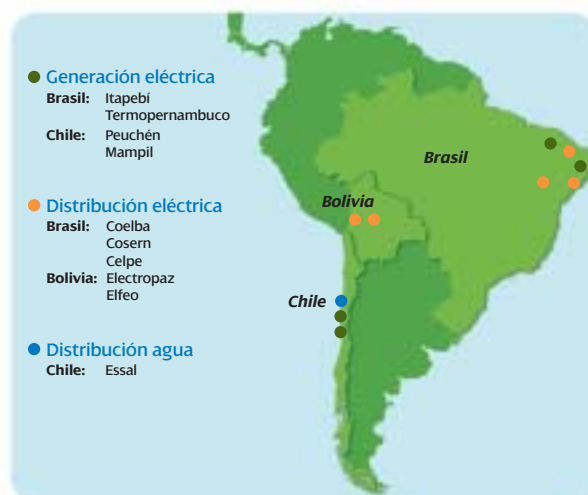 Generación eléctrica
Brasil: Itapebí
Termopernambuco
Chile: Peuchén
Mampil
Distribución eléctrica
Brasil: Coelba
Cosern
Celpe
Bolivia: Electropaz
Elfeo
Distribución agua
Chile: Essal
Brasil
Bolivia
Chile